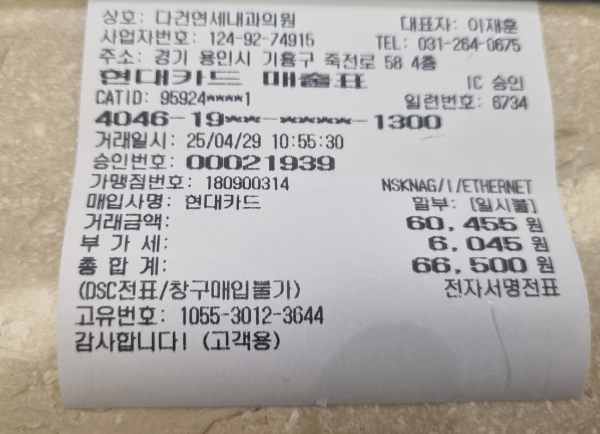 상호: 다건연세내과의원 대표자: 이재훈
사업자번호: 124-92-74915 TEL: 031-264-0675
주소: 경기 용인시 기흥구 죽전로 58 4층
현대카드 매출표 IC 승인
CATID: 95924****1 일련번호: 6734
4046-19**-****-1300
거래일시: 25/04/29 10:55:30
승인번호: 00021939
가맹점번호: 180900314 NSKNAG/I/ETHERNET
매입사명: 현대카드 할부: [일시불]
거래금액: 60,455 원
부 가 세: 6,045 원
총 합 계: 66,500 원
(DSC전표/창구매입불가) 전자서명전표
고유번호: 1055-3012-3644
감사합니다! (고객용)